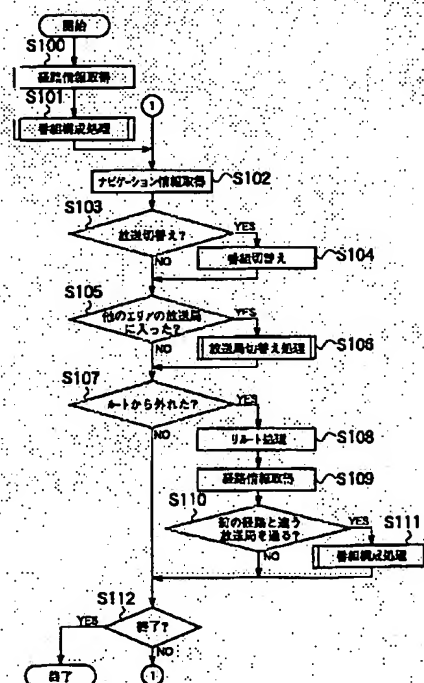 開始
S100
経路情報取得
S101
番組構成処理
1
ナビゲーション情報取得
S102
S103
放送切替え?
YES
NO
番組切替え
S104
S105
他のエリアの放送局
に入った?
YES
NO
放送局切替え処理
S106
S107
ルートから外れた?
YES
NO
リルート処理
S108
経路情報取得
S109
S110
前の経路と違う
放送局を通る?
YES
NO
S111
番組構成処理
S112
終了?
YES
NO
終了
1